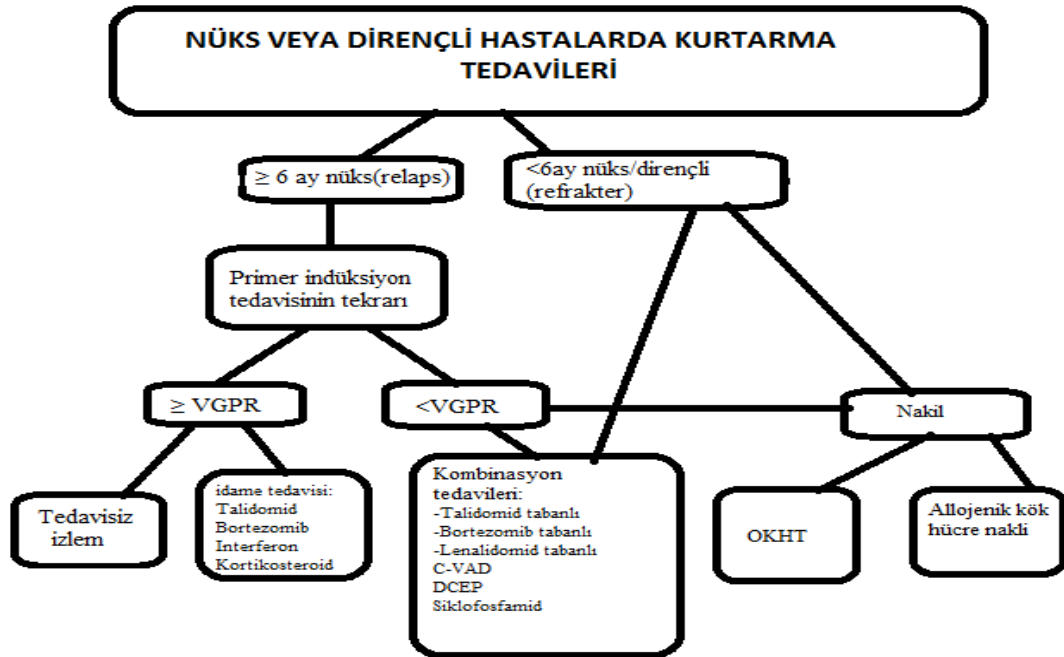 NÜKS VEYA DİRENÇLİ HASTALARDA KURTARMA
TEDAVİLERİ
≥ 6 ay nüks(relaps)
<6ay nüks/dirençli
(refrakter)
Primer indüksiyon
tedavisinin tekrarı
≥ VGPR
<VGPR
Nakil
Tedavisiz
izlem
idame tedavisi:
Talidomid
Bortezomib
Interferon
Kortikosteroid
Kombinasyon
tedavileri:
-Talidomid tabanlı
-Bortezomib tabanlı
-Lenalidomid tabanlı
C-VAD
DCEP
Siklofosfamid
OKHT
Allojenik kök
hücre nakli